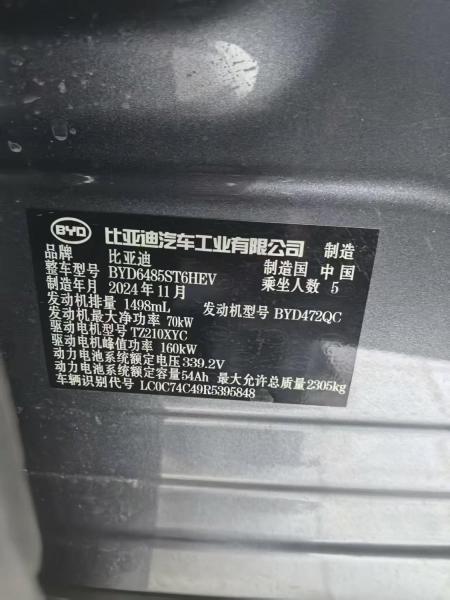 BYD 比亚迪汽车工业有限公司 制造
品牌 比亚迪 制造国 中国
整车型号 BYD6485ST6HEV 乘坐人数 5
制造年月 2024年11月
发动机排量 1498mL 发动机型号 BYD472QC
发动机最大净功率 70kW
驱动电机型号 TZ210XYC
驱动电机峰值功率 160kW
动力电池系统额定电压 339.2V
动力电池系统额定容量 54Ah 最大允许总质量 2305kg
车辆识别代号 LC0C74C49R5395848